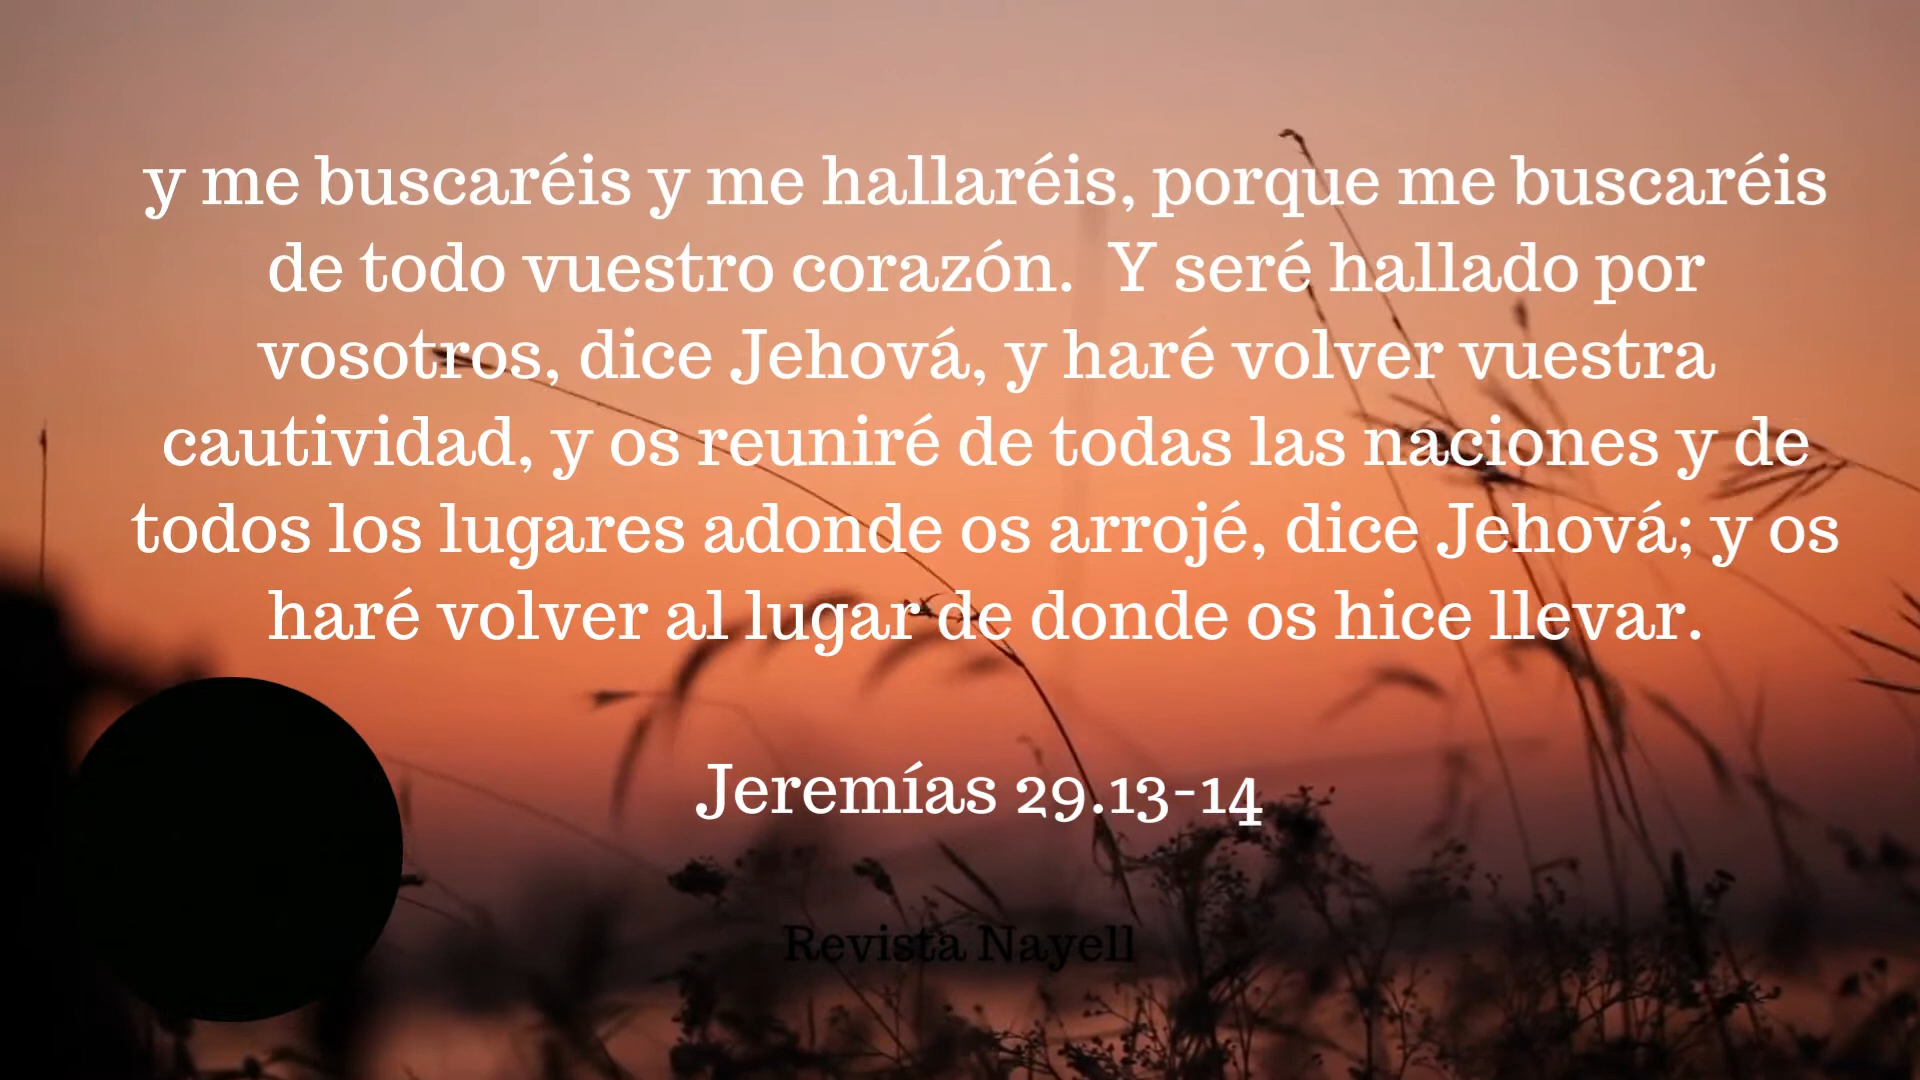 y me buscaréis y me hallaréis, porque me buscaréis
de todo vuestro corazón.  Y seré hallado por
vosotros, dice Jehová, y haré volver vuestra
cautividad, y os reuniré de todas las naciones y de
todos los lugares adonde os arrojé, dice Jehová; y os
haré volver al lugar de donde os hice llevar.
Jeremías 29.13-14
Revista Nayell